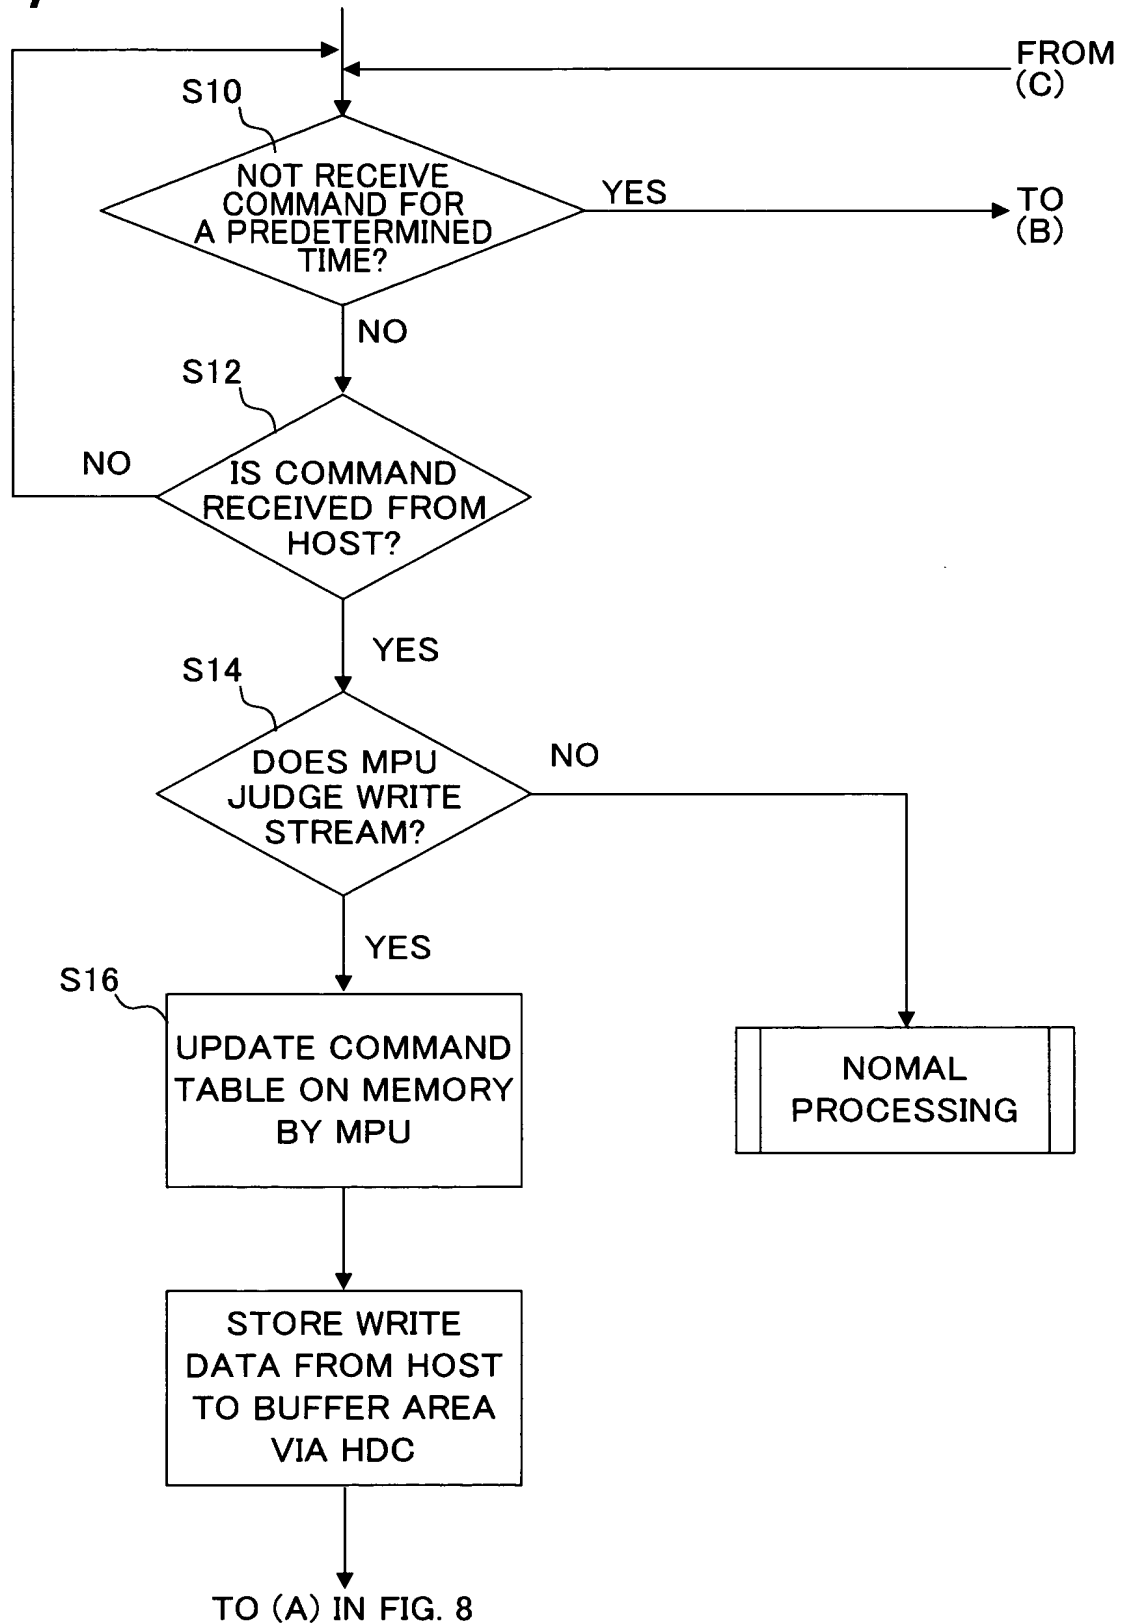 FROM
(C)
S10
NOT RECEIVE
COMMAND FOR
A PREDETERMINED
TIME?
YES
TO
(B)
NO
S12
NO
IS COMMAND
RECEIVED FROM
HOST?
YES
S14
DOES MPU
JUDGE WRITE
STREAM?
NO
YES
S16
UPDATE COMMAND
TABLE ON MEMORY
BY MPU
NOMAL
PROCESSING
STORE WRITE
DATA FROM HOST
TO BUFFER AREA
VIA HDC
TO (A) IN FIG. 8